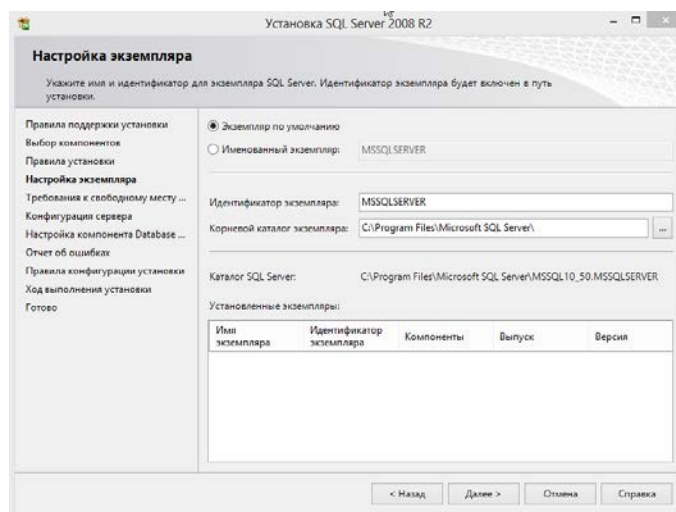 Установка SQL Server 2008 R2
Настройка экземпляра
Укажите имя и идентификатор для экземпляра SQL Server. Идентификатор экземпляра будет включен в путь
установки.
Правила поддержки установки
Выбор компонентов
Правила установки
Настройка экземпляра
Требования к свободному месту ...
Конфигурация сервера
Настройка компонента Database ...
Отчет об ошибках
Правила конфигурации установки
Ход выполнения установки
Готово
Экземпляр по умолчанию
Именованный экземпляр: MSSQLSERVER
Идентификатор экземпляра: MSSQLSERVER
Корневой каталог экземпляра: C:\Program Files\Microsoft SQL Server\ ...
Каталог SQL Server: C:\Program Files\Microsoft SQL Server\MSSQL10_50.MSSQLSERVER
Установленные экземпляры:
Имя экземпляра Идентификатор экземпляра Компоненты Выпуск Версия
< Назад Далее > Отмена Справка